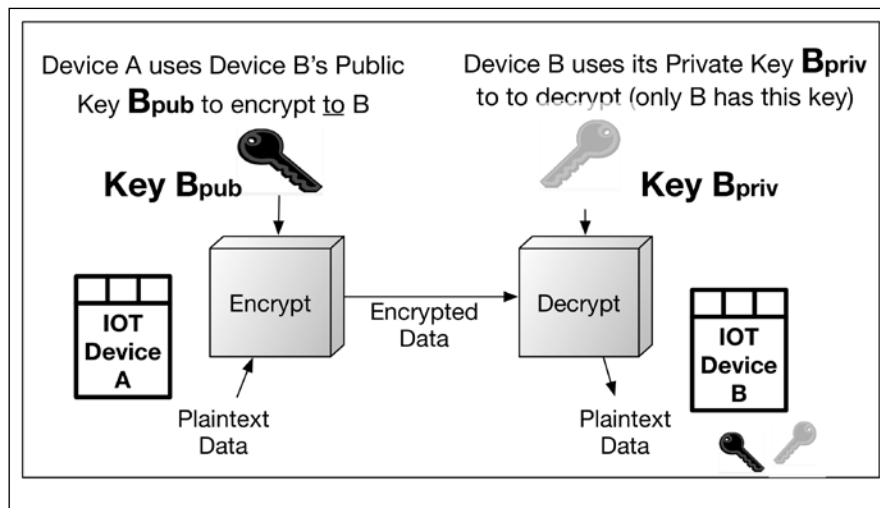 Device A uses Device B's Public
Key Bpub to encrypt to B
Device B uses its Private Key Bpriv
to to decrypt (only B has this key)
Key Bpub
Key Bpriv
Encrypt
Encrypted
Data
Decrypt
IOT
Device
A
IOT
Device
B
Plaintext
Data
Plaintext
Data